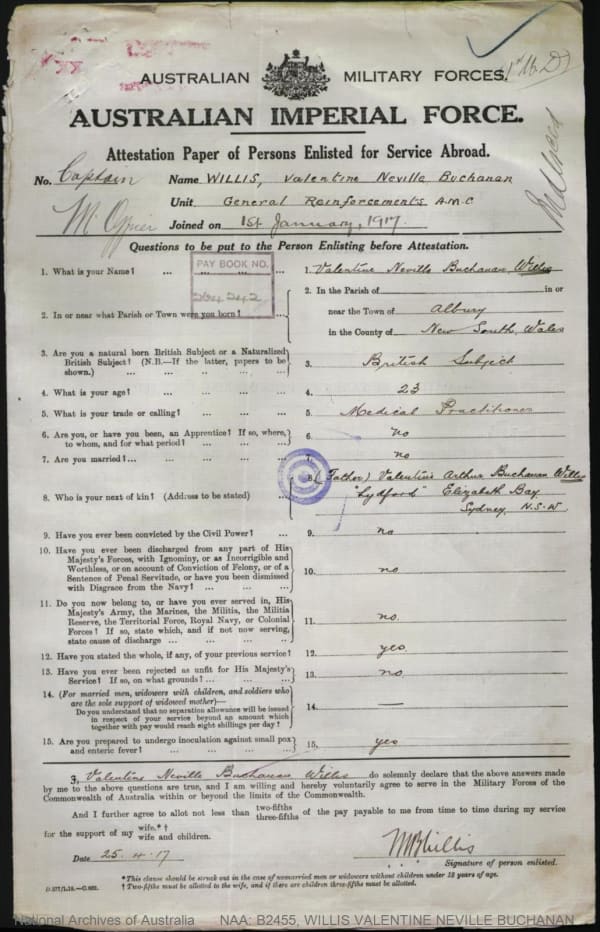 AUSTRALIAN MILITARY FORCES.
AUSTRALIAN IMPERIAL FORCE.
Attestation Paper of Persons Enlisted for Service Abroad.
No. Captain Name WILLIS, Valentine Neville Buchanan
Unit General Reinforcements A.M.C.
Joined on 1st January, 1917.
Questions to be put to the Person Enlisting before Attestation.
PAY BOOK NO.
1. What is your Name? ... ... 1. Valentine Neville Buchanan Willis
2. In or near what Parish or Town were you born? 2. In the Parish of in or
near the Town of Albury
in the County of New South Wales
3. Are you a natural born British Subject or a Naturalized
British Subject? (N.B.—If the latter, papers to be
shown.) ... ... ... ... 3. British Subject
4. What is your age? ... ... ... ... 4. 23
5. What is your trade or calling? ... ... ... 5. Medical Practitioner
6. Are you, or have you been, an Apprentice? If so, where,
to whom, and for what period? ... ... ... 6. no
7. Are you married? ... ... ... ... 7. no
8. Who is your next of kin? (Address to be stated) ... 8. (Father) Valentine Arthur Buchanan Willis
"Lydford" Elizabeth Bay
Sydney, N.S.W
9. Have you ever been convicted by the Civil Power? ... 9. no
10. Have you ever been discharged from any part of His
Majesty's Forces, with Ignominy, or as Incorrigible and
Worthless, or on account of Conviction of Felony, or of a
Sentence of Penal Servitude, or have you been dismissed
with Disgrace from the Navy? ... ... ... 10. no
11. Do you now belong to, or have you ever served in, His
Majesty's Army, the Marines, the Militia, the Militia
Reserve, the Territorial Force, Royal Navy, or Colonial
Forces? If so, state which, and if not now serving,
state cause of discharge ... ... ... ... 11. no.
12. Have you stated the whole, if any, of your previous service? 12. yes
13. Have you ever been rejected as unfit for His Majesty's
Service? If so, on what grounds? ... ... ... 13. no.
14. (For married men, widowers with children, and soldiers who
are the sole support of widowed mother)—
Do you understand that no separation allowance will be issued
in respect of your service beyond an amount which
together with pay would reach eight shillings per day? 14. —
15. Are you prepared to undergo inoculation against small pox
and enteric fever? ... ... ... ... 15. yes
I, Valentine Neville Buchanan Willis do solemnly declare that the above answers made
by me to the above questions are true, and I am willing and hereby voluntarily agree to serve in the Military Forces of the
Commonwealth of Australia within or beyond the limits of the Commonwealth.
And I further agree to allot not less than two-fifths
three-fifths of the pay payable to me from time to time during my service
for the support of my wife.* †
wife and children.
Date 25. 4. 17
Signature of person enlisted.
*This clause should be struck out in the case of unmarried men or widowers without children under 18 years of age.
† Two-fifths must be allotted to the wife, and if there are children three-fifths must be allotted.
National Archives of Australia NAA: B2455, WILLIS VALENTINE NEVILLE BUCHANAN